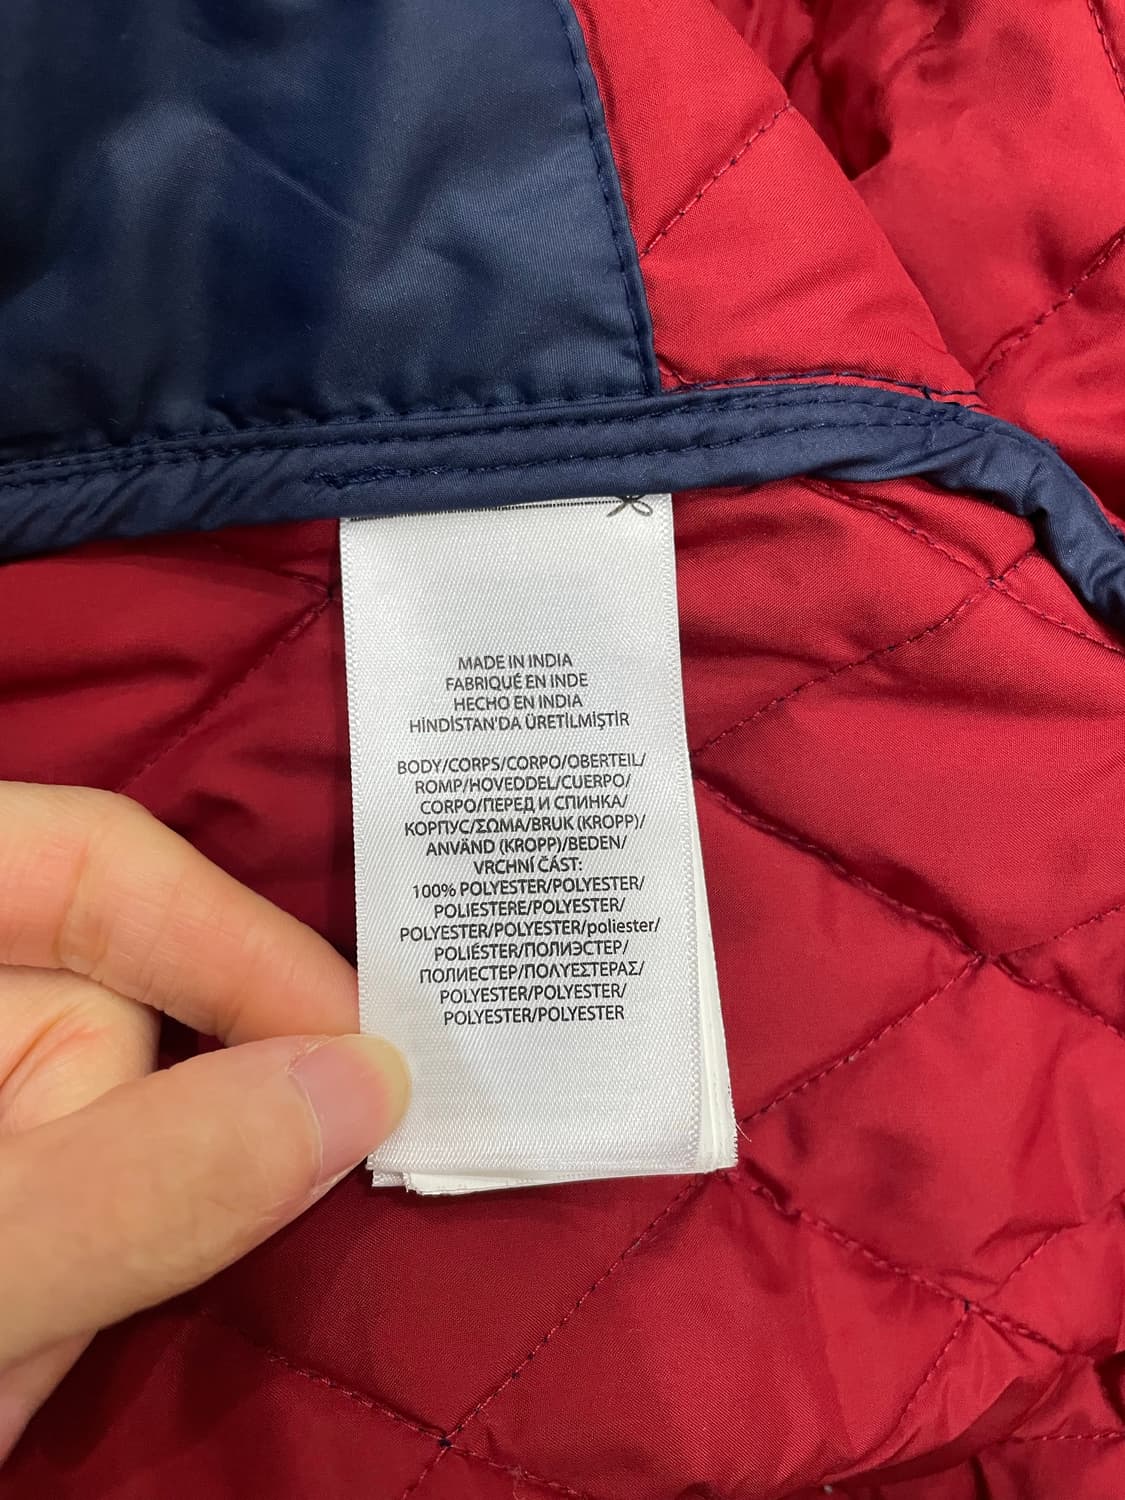 MADE IN INDIA
FABRIQUÉ EN INDE
HECHO EN INDIA
HİNDİSTAN'DA ÜRETİLMİŞTİR
BODY/CORPS/CORPO/OBERTEIL/
ROMP/HOVEDDEL/CUERPO/
CORPO/ПЕРЕД И СПИНКА/
КОРПУС/ΣΩΜΑ/BRUK (KROPP)/
ANVÄND (KROPP)/BEDEN/
VRCHNÍ ČÁST:
100% POLYESTER/POLYESTER/
POLIESTERE/POLYESTER/
POLYESTER/POLYESTER/poliester/
POLIÉSTER/ПОЛИЭСТЕР/
ПОЛИЕСТЕР/ΠΟΛΥΕΣΤΕΡΑΣ/
POLYESTER/POLYESTER/
POLYESTER/POLYESTER